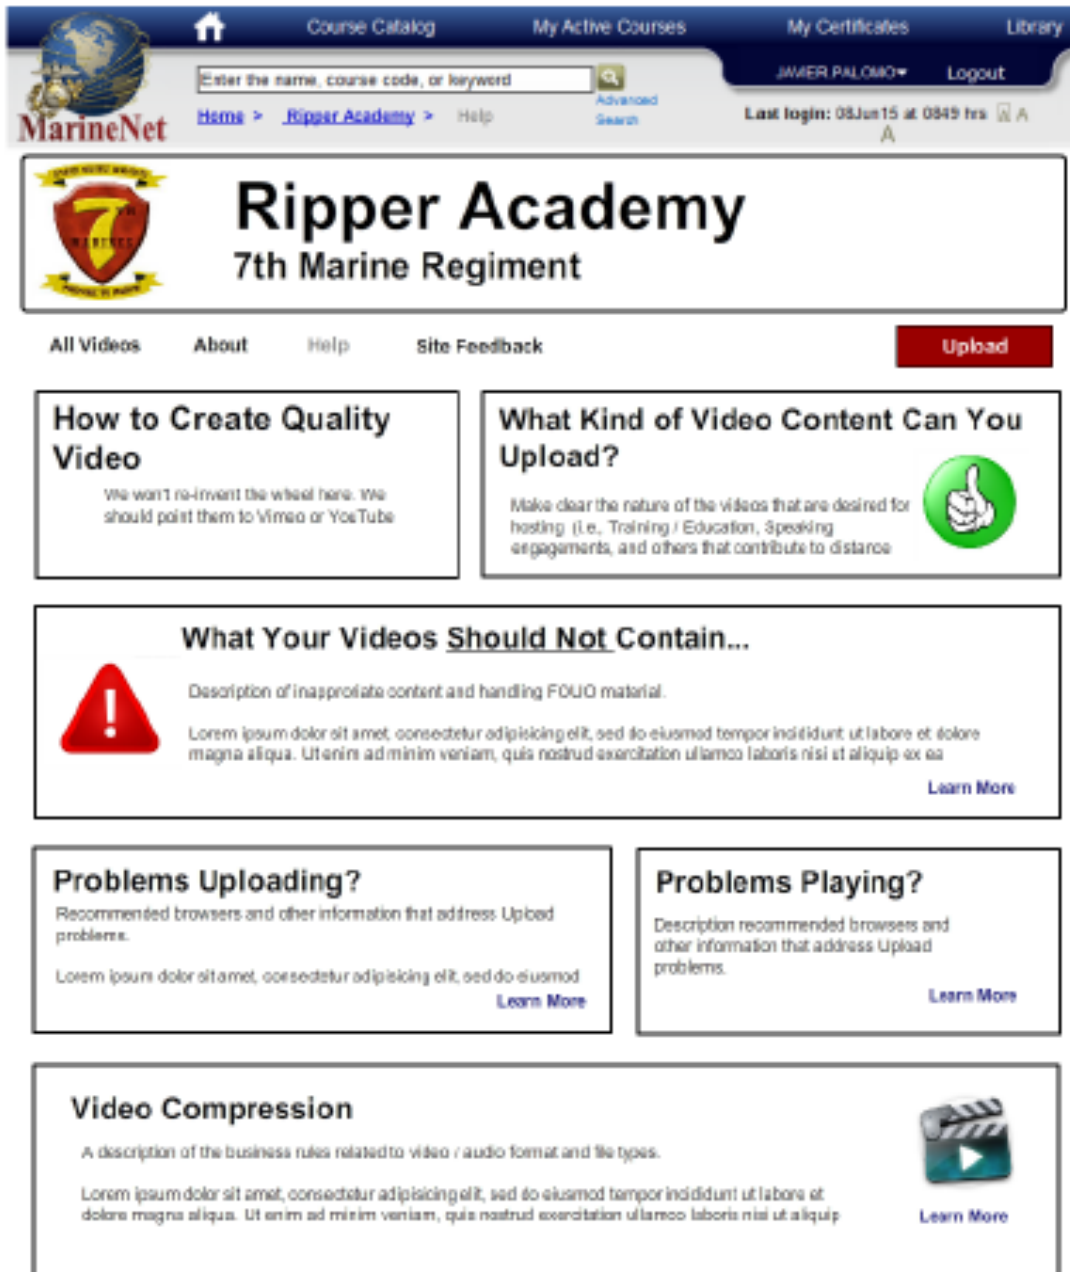 Course Catalog My Active Courses My Certificates Library
JAVIER PALOMO Logout
Enter the name, course code, or keyword
Advanced
Search
Home > Ripper Academy > Help
Last login: 08Jun15 at 0849 hrs A A
A
MarineNet
7TH
MARINES
Ripper Academy
7th Marine Regiment
All Videos About Help Site Feedback Upload
How to Create Quality
Video
We won't re-invent the wheel here. We
should point them to Vimeo or YouTube
What Kind of Video Content Can You
Upload?
Make clear the nature of the videos that are desired for
hosting (i.e., Training / Education, Speaking
engagements, and others that contribute to distance
What Your Videos Should Not Contain...
Description of inapproriate content and handling FOUO material.
Lorem ipsum dolor sit amet, consectetur adipisicing elit, sed do eiusmod tempor incididunt ut labore et dolore
magna aliqua. Ut enim ad minim veniam, quis nostrud exercitation ullamco laboris nisi ut aliquip ex ea
Learn More
Problems Uploading?
Recommended browsers and other information that address Upload
problems.
Lorem ipsum dolor sit amet, consectetur adipisicing elit, sed do eiusmod
Learn More
Problems Playing?
Description recommended browsers and
other information that address Upload
problems.
Learn More
Video Compression
A description of the business rules related to video / audio format and file types.
Lorem ipsum dolor sit amet, consectetur adipisicing elit, sed do eiusmod tempor incididunt ut labore et
dolore magna aliqua. Ut enim ad minim veniam, quis nostrud exercitation ullamco laboris nisi ut aliquip
Learn More